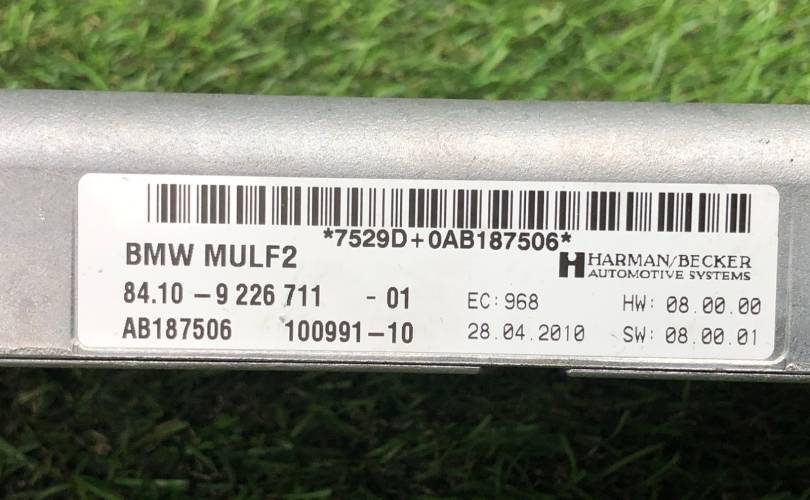 *7529D+0AB187506*
BMW MULF2
HARMAN/BECKER
AUTOMOTIVE SYSTEMS
84.10 - 9 226 711 - 01 EC: 968 HW: 08.00.00
AB187506 100991-10 28.04.2010 SW: 08.00.01